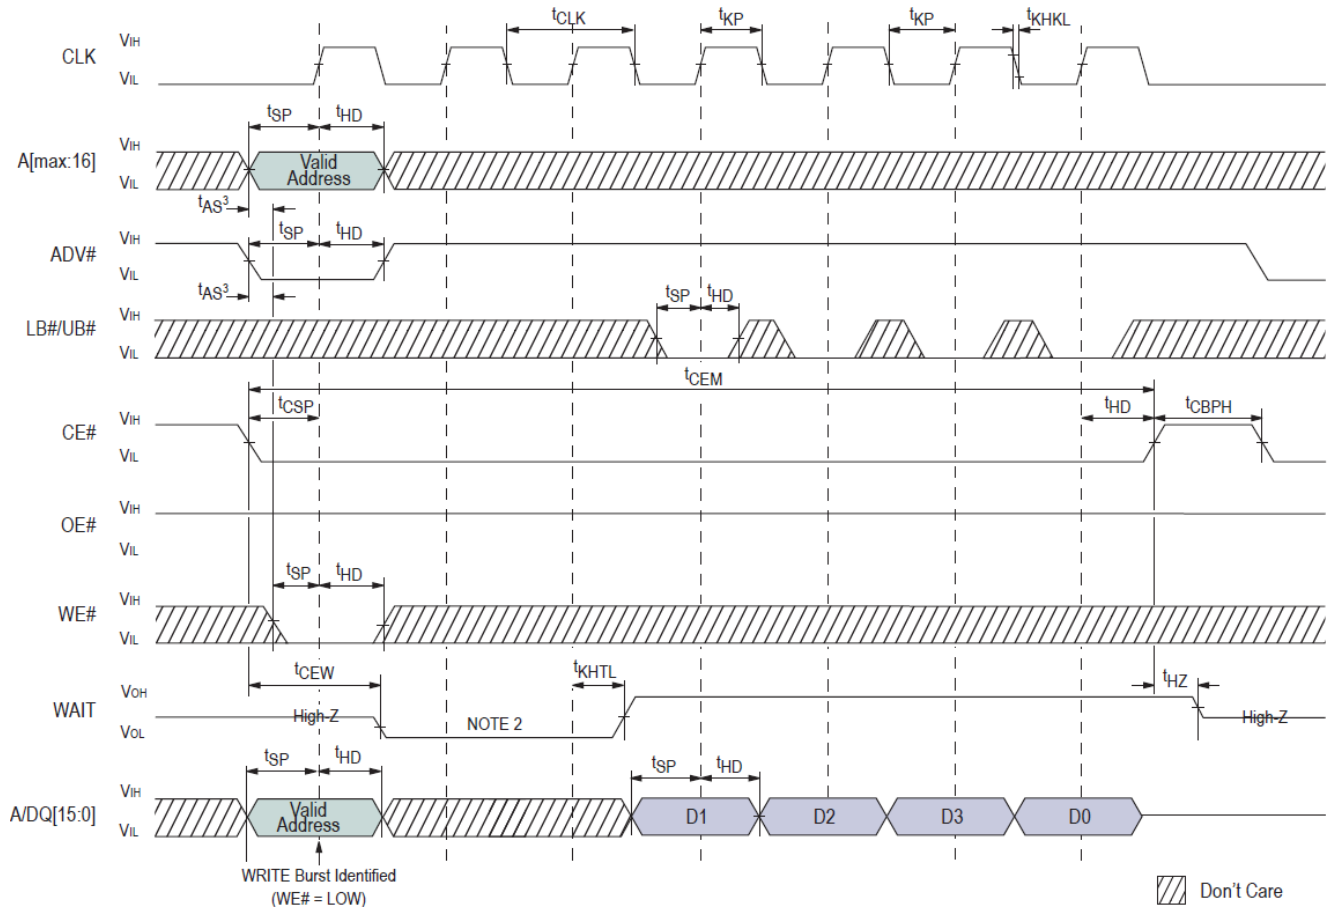 tCLK tKP tKP tKHKL
CLK VIH
VIL
tSP tHD
A[max:16] VIH
VIL
Valid
Address
tAS3
tSP tHD
ADV# VIH
VIL
tAS3
tSP tHD
LB#/UB# VIH
VIL
tCEM
tCSP tHD tCBPH
CE# VIH
VIL
OE# VIH
VIL
tSP tHD
WE# VIH
VIL
tCEW tKHTL tHZ
WAIT VOH
VOL
High-Z NOTE 2 High-Z
tSP tHD tSP tHD
A/DQ[15:0] VIH
VIL
Valid
Address
D1 D2 D3 D0
WRITE Burst Identified
(WE# = LOW)
Don't Care